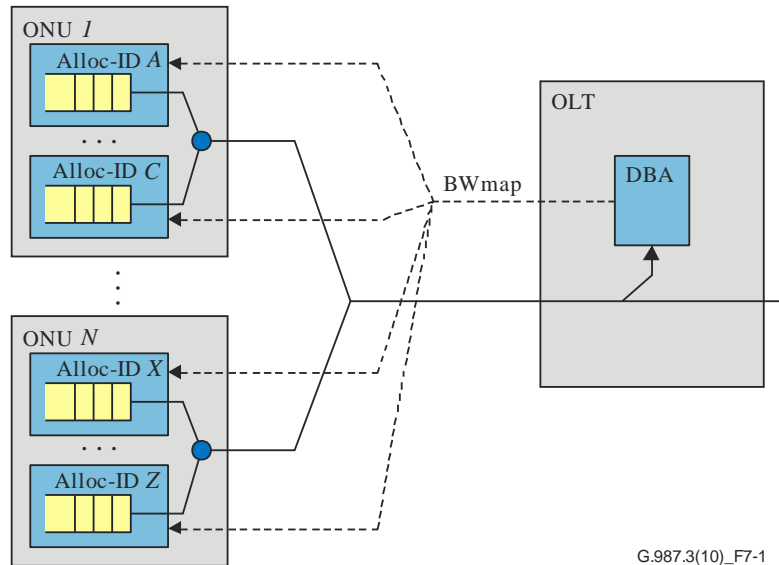 ONU 1
Alloc-ID A
. . .
Alloc-ID C
. . .
ONU N
Alloc-ID X
. . .
Alloc-ID Z
BWmap
OLT
DBA
G.987.3(10)_F7-1